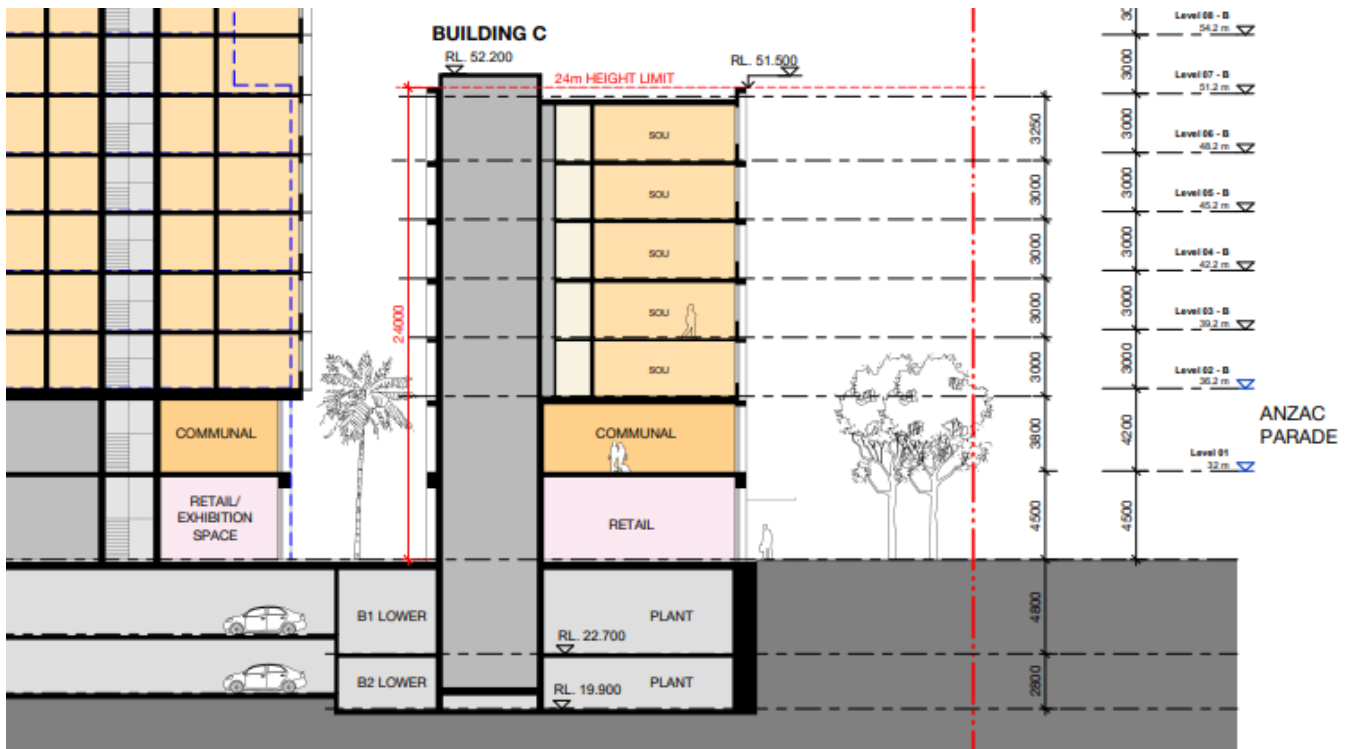 BUILDING C
RL. 52.200
24m HEIGHT LIMIT
RL. 51.500
SOU
SOU
SOU
SOU
SOU
24000
COMMUNAL
COMMUNAL
RETAIL/
EXHIBITION
SPACE
RETAIL
B1 LOWER
PLANT
RL. 22.700
B2 LOWER
RL. 19.900
PLANT
3250
3000
3000
3000
3000
3800
4500
4800
2800
3000
3000
3000
3000
3000
3000
4200
4500
Level 08 - B
54.2 m
Level 07 - B
51.2 m
Level 06 - B
48.2 m
Level 05 - B
45.2 m
Level 04 - B
42.2 m
Level 03 - B
39.2 m
Level 02 - B
36.2 m
Level 01
32 m
ANZAC
PARADE